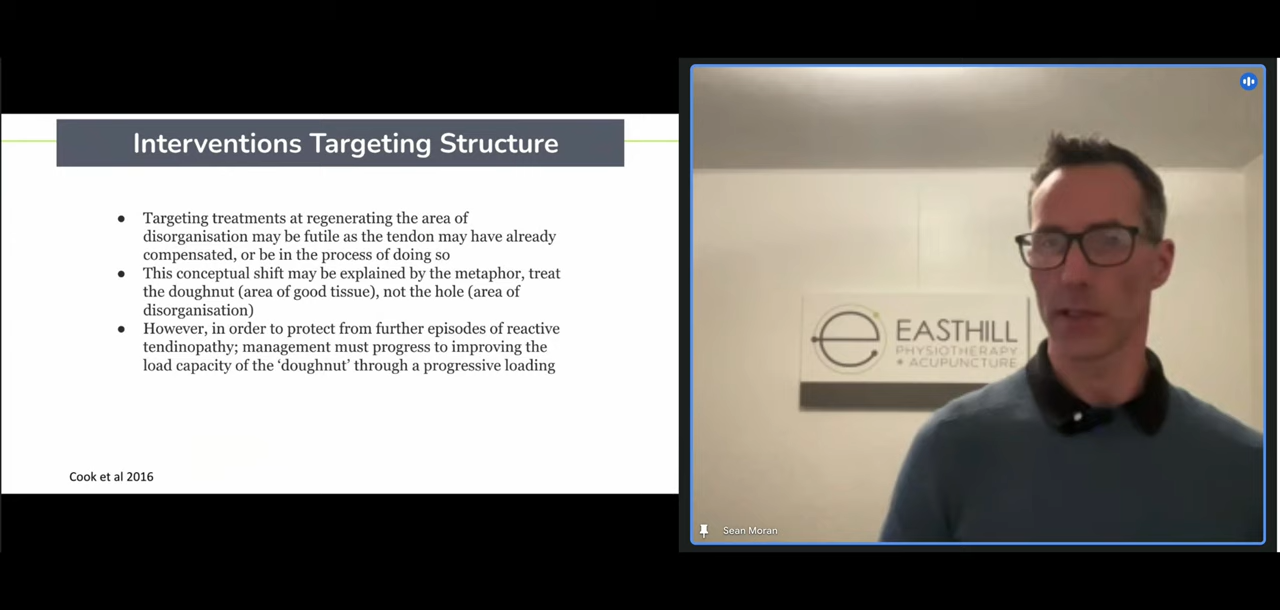 Interventions Targeting Structure
● Targeting treatments at regenerating the area of
disorganisation may be futile as the tendon may have already
compensated, or be in the process of doing so
● This conceptual shift may be explained by the metaphor, treat
the doughnut (area of good tissue), not the hole (area of
disorganisation)
● However, in order to protect from further episodes of reactive
tendinopathy; management must progress to improving the
load capacity of the ‘doughnut’ through a progressive loading
Cook et al 2016
EASTHILL
PHYSIOTHERAPY
+ ACUPUNCTURE
Sean Moran